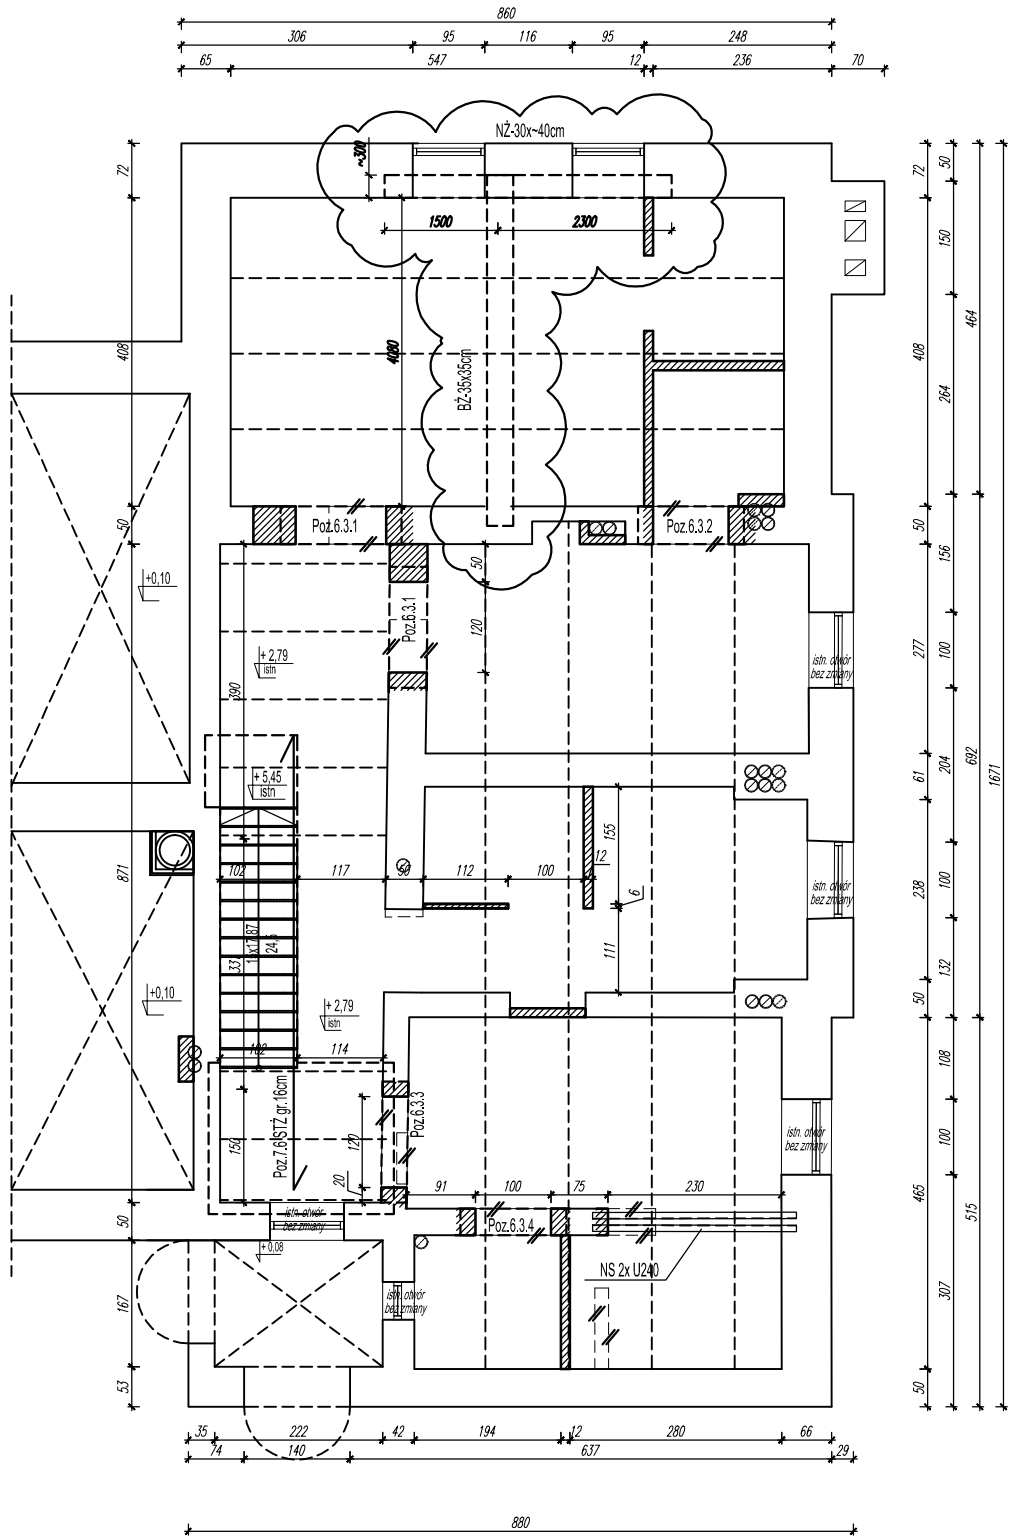 860
306 95 116 95 248
65 547 12 236 70
NŻ-30x~40cm
~300
72
72
50
1500 2300
150
464
408
4080
BŻ-35x35cm
408
264
50
Poz.6.3.1
Poz.6.3.2
50
156
+0,10
50
Poz.6.3.1
120
277
100
istn. otwór
bez zmiany
+ 2,79
istn
390
692
1671
204
61
+ 5,45
istn
155
871
102 117 50 112 100 12
6
238
100
istn. otwór
bez zmiany
111
132
+0,10
+ 2,79
istn
50
102 114
108
Poz.7.6 STŻ gr.16cm
Poz.6.3.3
120
150
20
100
istn. otwór
bez zmiany
465
515
91 100 75 230
50
istn. otwór
bez zmiany
Poz.6.3.4
+ 0,08
NS 2x U240
istn. otwór
bez zmiany
167
307
53
50
35 222 42 194 12 280 66
74 140 637 29
880